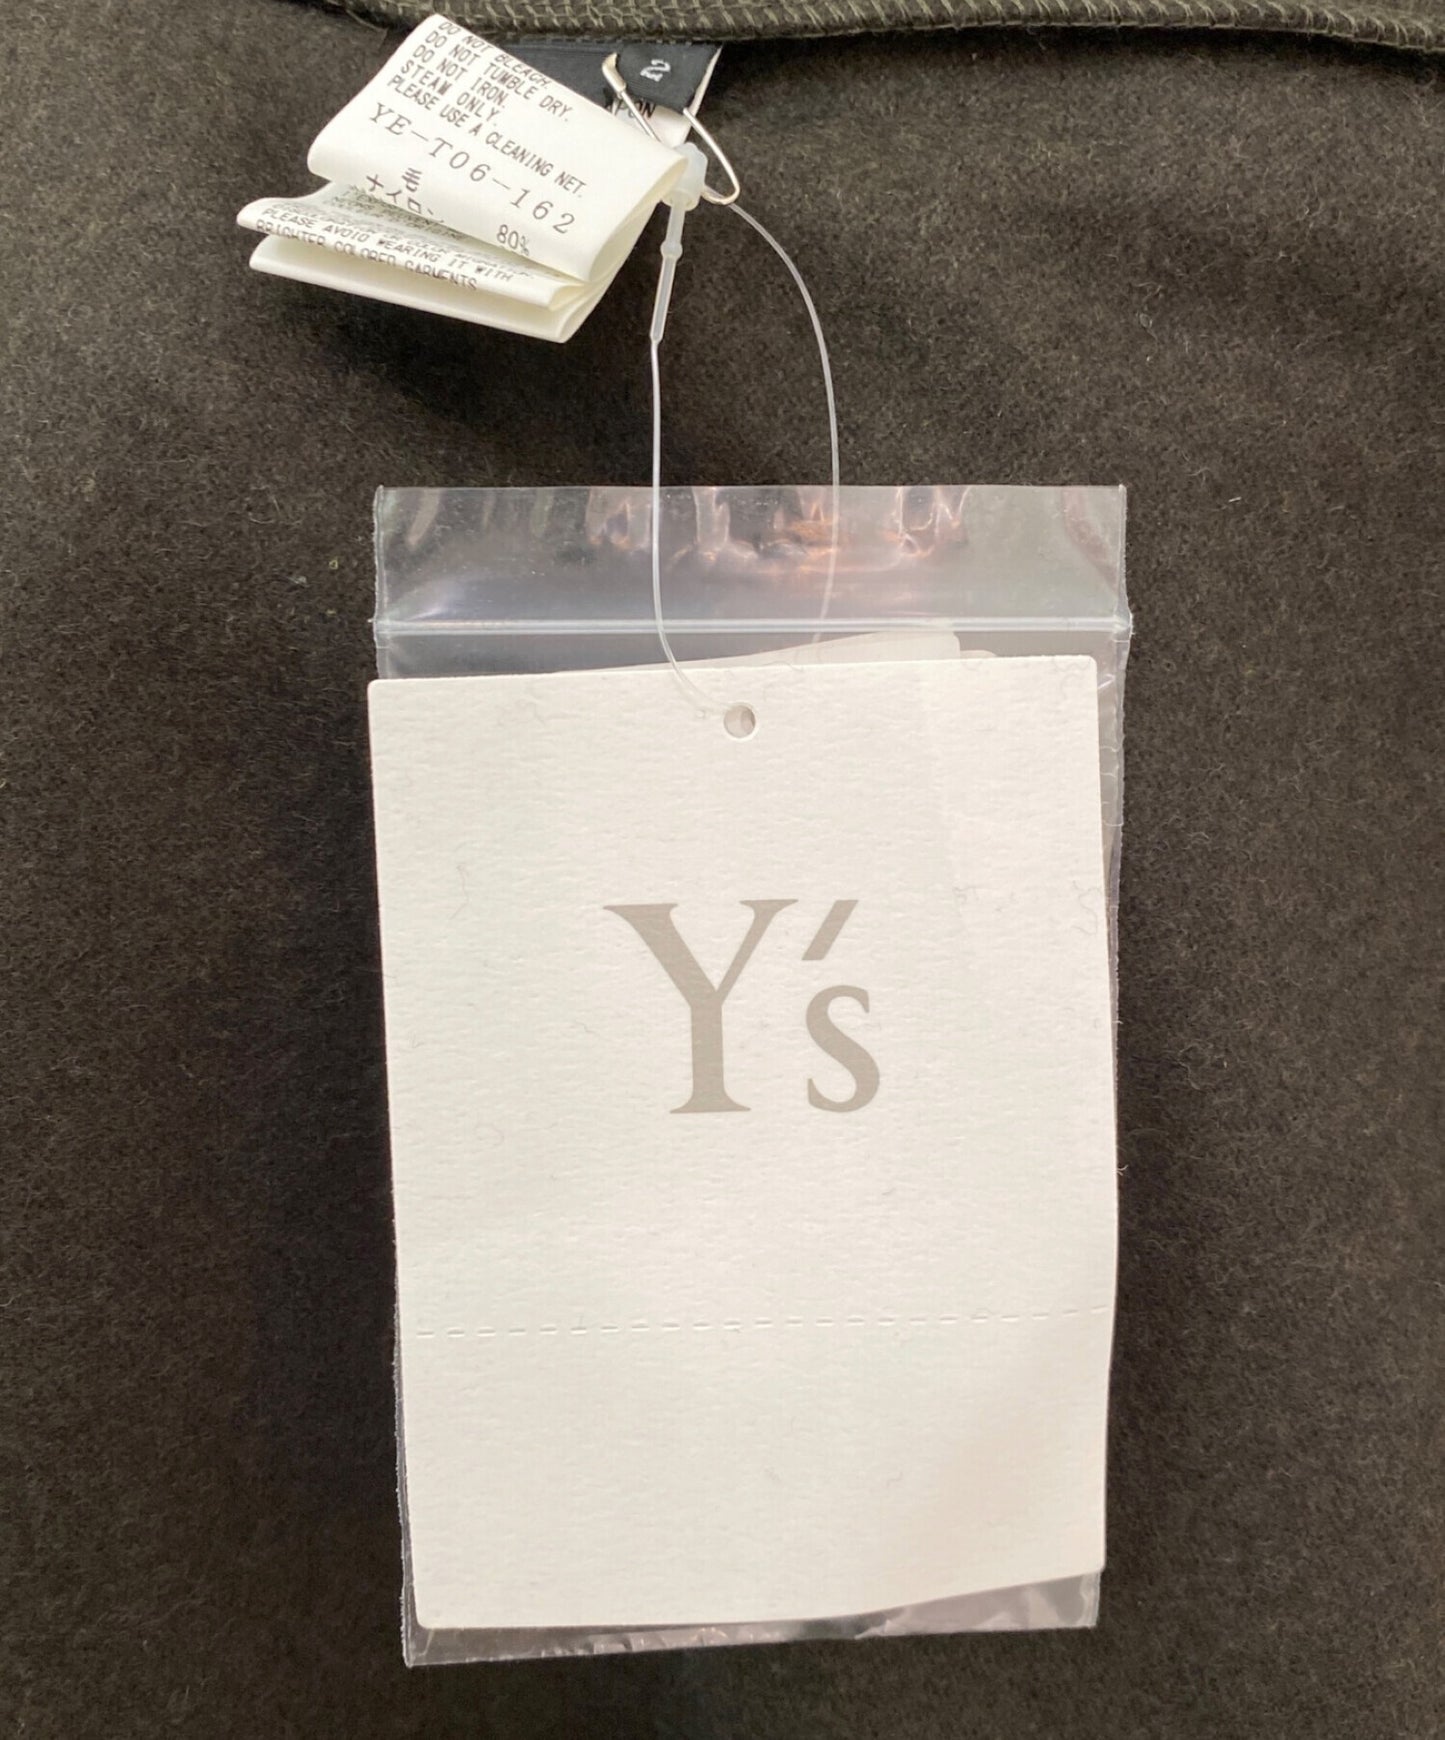 DO NOT BLEACH.
DO NOT TUMBLE DRY.
DO NOT IRON.
STEAM ONLY.
PLEASE USE A CLEANING NET.
YE-T06-162
毛
ナイロン 80%
PLEASE AVOID WEARING IT WITH
BRIGHTER COLORED GARMENTS
2
Y's